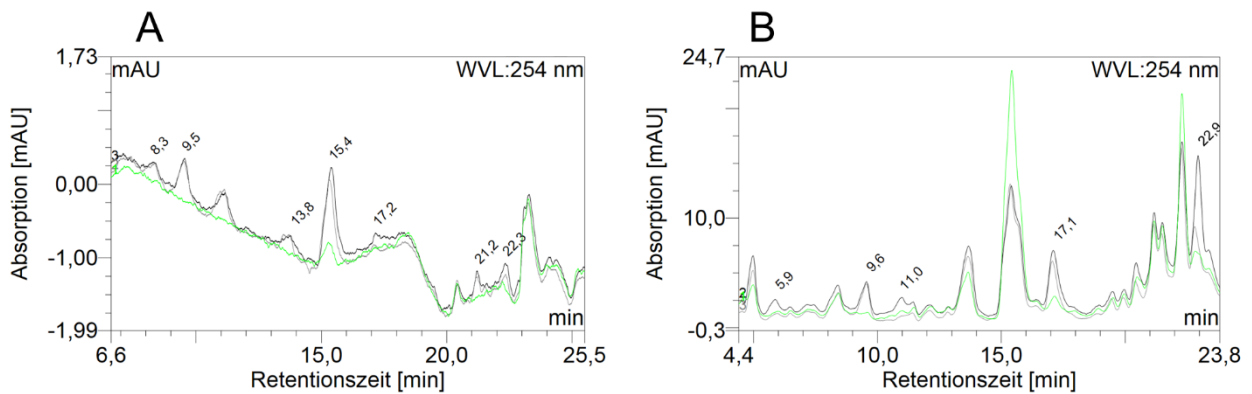 A
Absorption [mAU]
1,73
0,00
-1,00
-1,99
mAU
WVL:254 nm
3
8,3
9,5
13,8
15,4
17,2
21,2
22,3
min
6,6
15,0
20,0
25,5
Retentionszeit [min]
B
Absorption [mAU]
24,7
10,0
-0,3
mAU
WVL:254 nm
2
5,9
9,6
11,0
17,1
22,9
min
4,4
10,0
15,0
23,8
Retentionszeit [min]